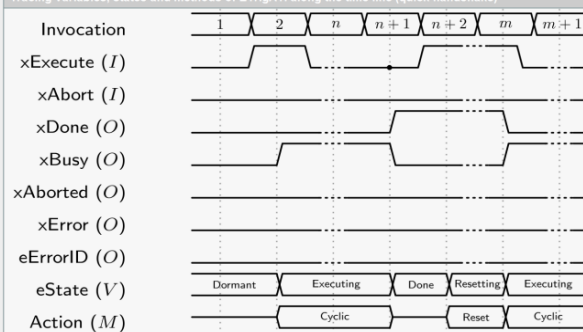 Invocation 1 2 n n + 1 n + 2 m m + 1
xExecute (I)
xAbort (I)
xDone (O)
xBusy (O)
xAborted (O)
xError (O)
eErrorID (O)
eState (V) Dormant Executing Done Resetting Executing
Action (M) Cyclic Reset Cyclic